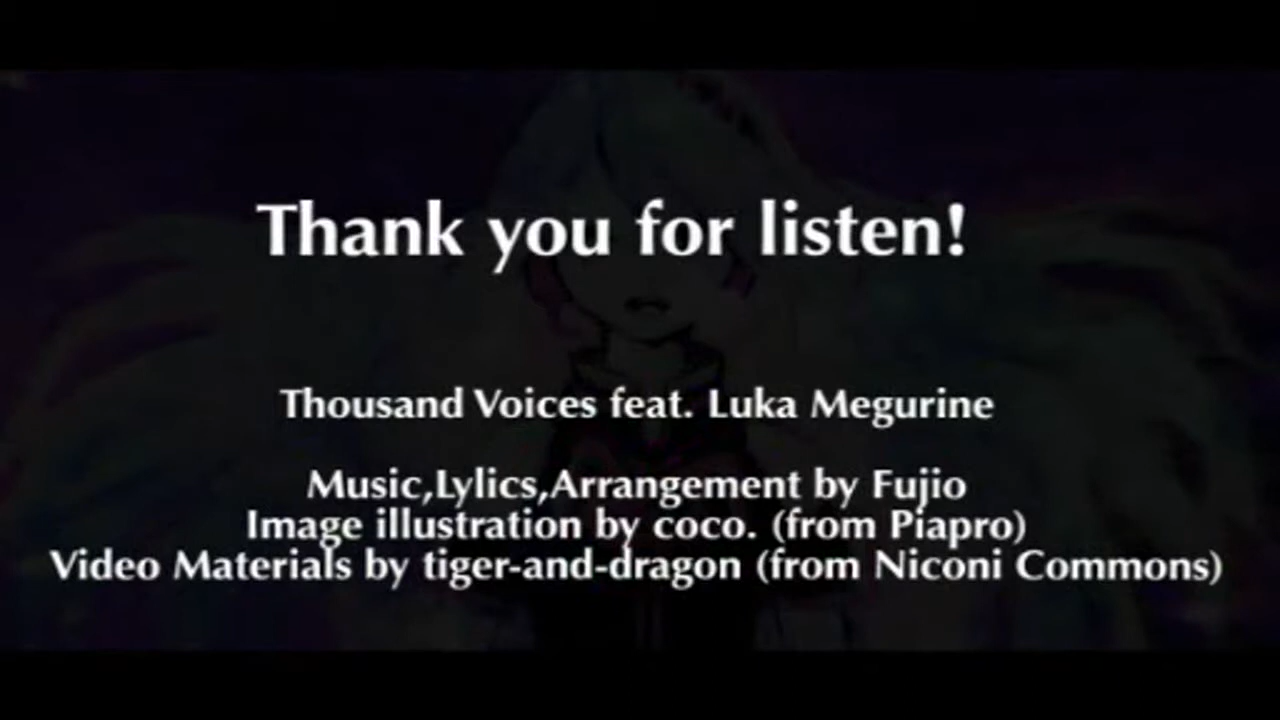 Thank you for listen!
Thousand Voices feat. Luka Megurine
Music,Lylics,Arrangement by Fujio
Image illustration by coco. (from Piapro)
Video Materials by tiger-and-dragon (from Niconi Commons)